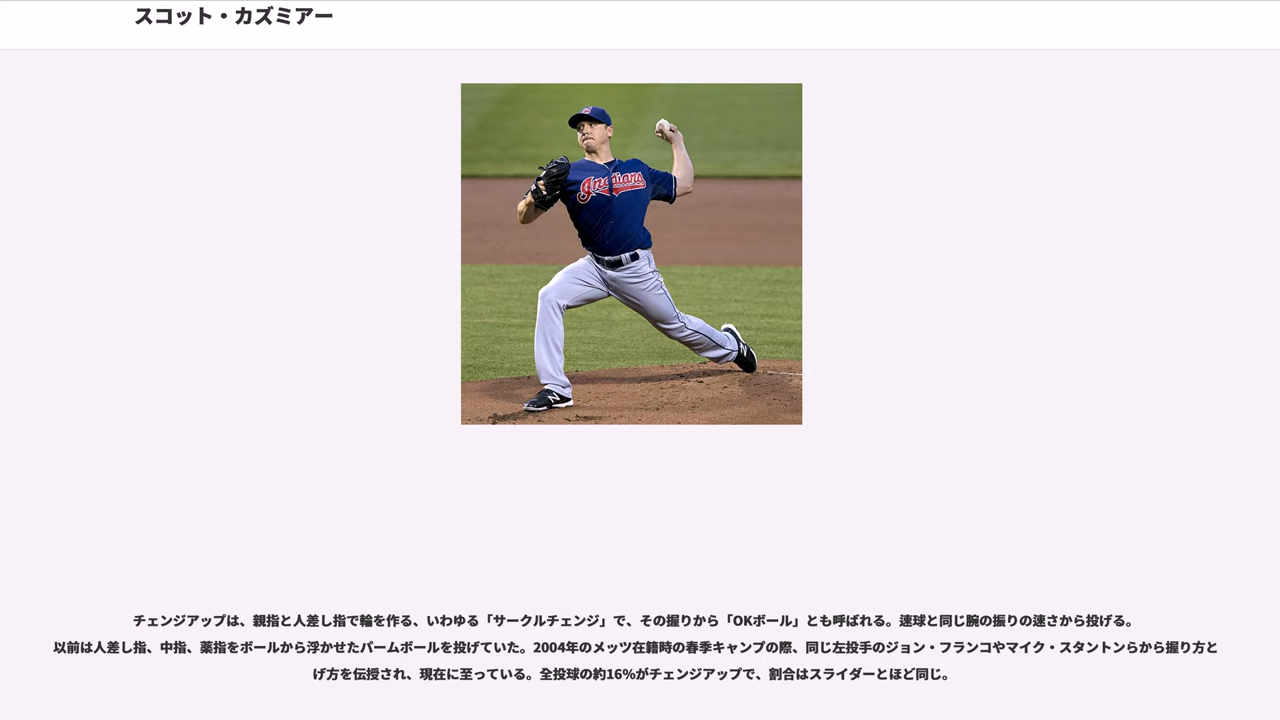 スコット・カズミアー
Indians
チェンジアップは、親指と人差し指で輪を作る、いわゆる「サークルチェンジ」で、その握りから「OKボール」とも呼ばれる。速球と同じ腕の振りの速さから投げる。
以前は人差し指、中指、薬指をボールから浮かせたパームボールを投げていた。2004年のメッツ在籍時の春季キャンプの際、同じ左投手のジョン・フランコやマイク・スタントンらから握り方と
げ方を伝授され、現在に至っている。全投球の約16%がチェンジアップで、割合はスライダーとほど同じ。